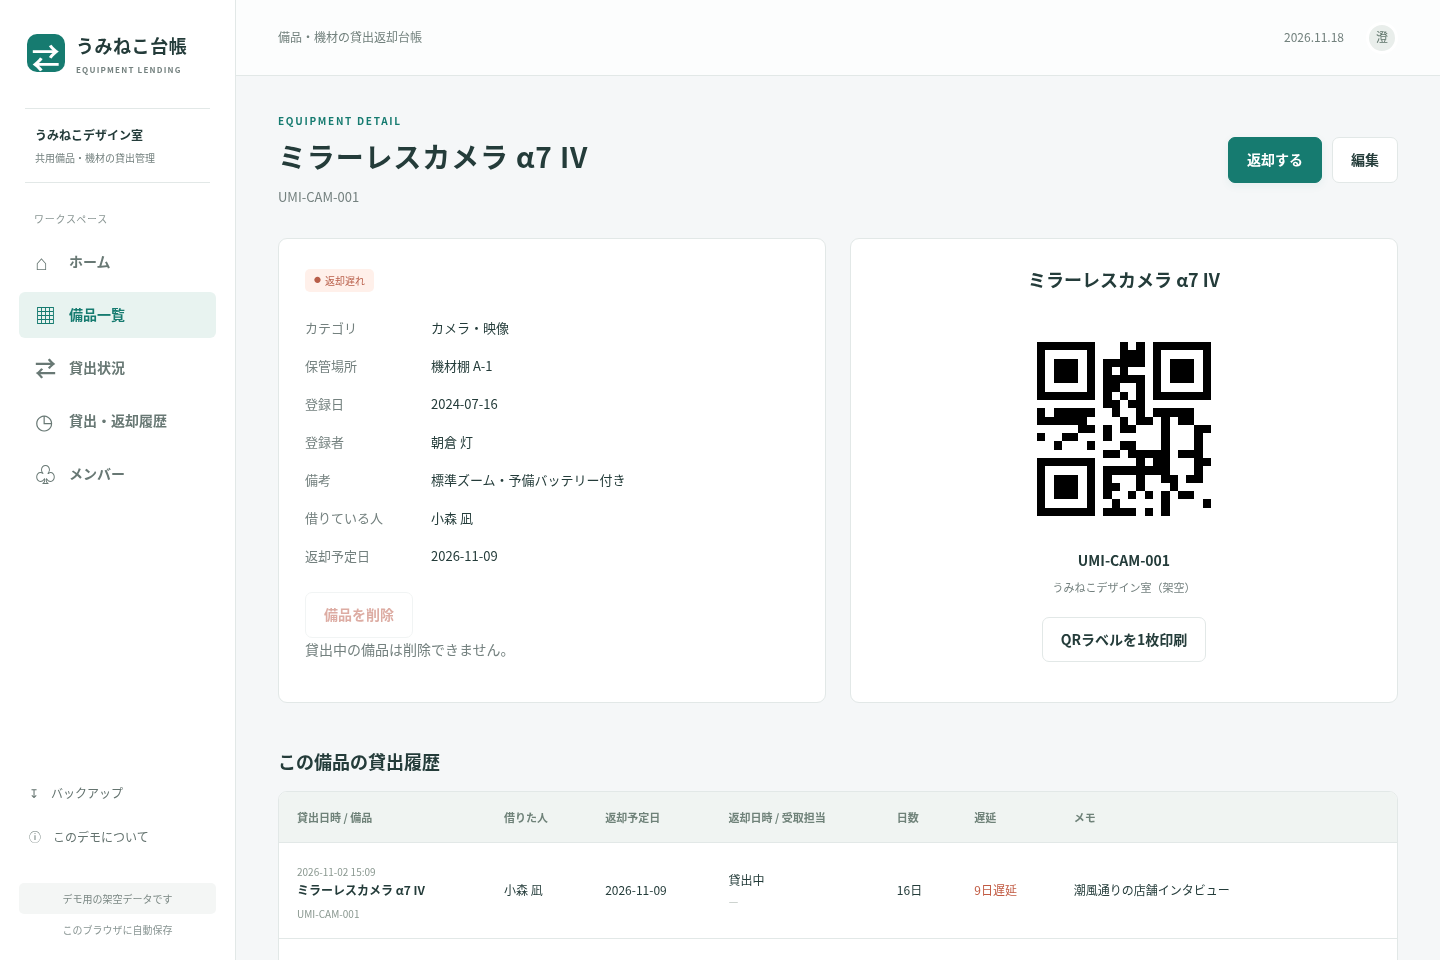 うみねこ台帳
EQUIPMENT LENDING
うみねこデザイン室
共用備品・機材の貸出管理
ワークスペース
ホーム
備品一覧
貸出状況
貸出・返却履歴
メンバー
バックアップ
このデモについて
デモ用の架空データです
このブラウザに自動保存
備品・機材の貸出返却台帳
2026.11.18
澄
EQUIPMENT DETAIL
ミラーレスカメラ α7 IV
UMI-CAM-001
返却する
編集
返却遅れ
カテゴリ カメラ・映像
保管場所 機材棚 A-1
登録日 2024-07-16
登録者 朝倉 灯
備考 標準ズーム・予備バッテリー付き
借りている人 小森 凪
返却予定日 2026-11-09
備品を削除
貸出中の備品は削除できません。
ミラーレスカメラ α7 IV
UMI-CAM-001
うみねこデザイン室（架空）
QRラベルを1枚印刷
この備品の貸出履歴
貸出日時 / 備品 借りた人 返却予定日 返却日時 / 受取担当 日数 遅延 メモ
2026-11-02 15:09
ミラーレスカメラ α7 IV 小森 凪 2026-11-09 貸出中 16日 9日遅延 潮風通りの店舗インタビュー
—
UMI-CAM-001